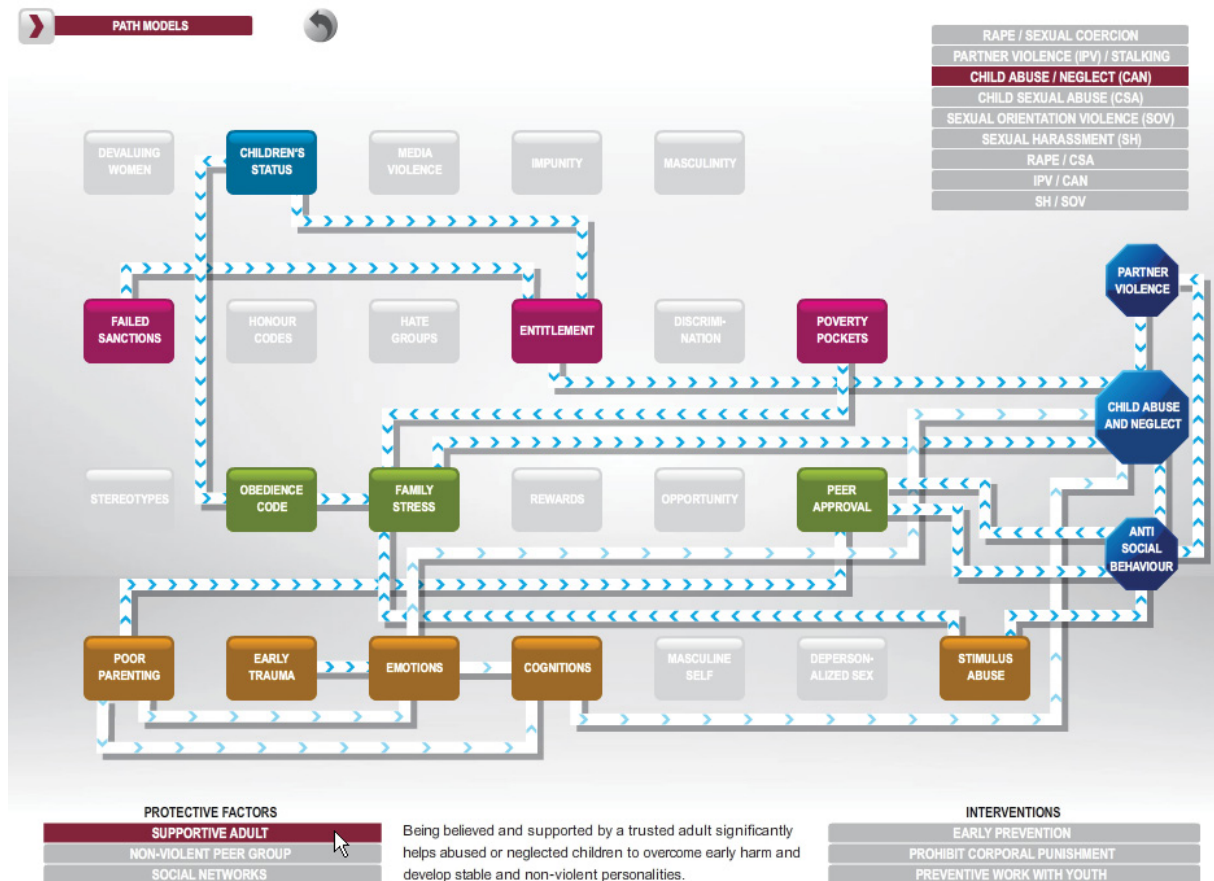 PATH MODELS
RAPE / SEXUAL COERCION
PARTNER VIOLENCE (IPV) / STALKING
CHILD ABUSE / NEGLECT (CAN)
CHILD SEXUAL ABUSE (CSA)
SEXUAL ORIENTATION VIOLENCE (SOV)
SEXUAL HARASSMENT (SH)
RAPE / CSA
IPV / CAN
SH / SOV
DEVALUING
WOMEN
CHILDREN'S
STATUS
MEDIA
VIOLENCE
IMPUNITY
MASCULINITY
PARTNER
VIOLENCE
FAILED
SANCTIONS
HONOUR
CODES
HATE
GROUPS
ENTITLEMENT
DISCRIMI-
NATION
POVERTY
POCKETS
CHILD ABUSE
AND NEGLECT
STEREOTYPES
OBEDIENCE
CODE
FAMILY
STRESS
REWARDS
OPPORTUNITY
PEER
APPROVAL
ANTI
SOCIAL
BEHAVIOUR
POOR
PARENTING
EARLY
TRAUMA
EMOTIONS
COGNITIONS
MASCULINE
SELF
DEPERSON-
ALIZED SEX
STIMULUS
ABUSE
PROTECTIVE FACTORS
SUPPORTIVE ADULT
NON-VIOLENT PEER GROUP
SOCIAL NETWORKS
Being believed and supported by a trusted adult significantly
helps abused or neglected children to overcome early harm and
develop stable and non-violent personalities.
INTERVENTIONS
EARLY PREVENTION
PROHIBIT CORPORAL PUNISHMENT
PREVENTIVE WORK WITH YOUTH